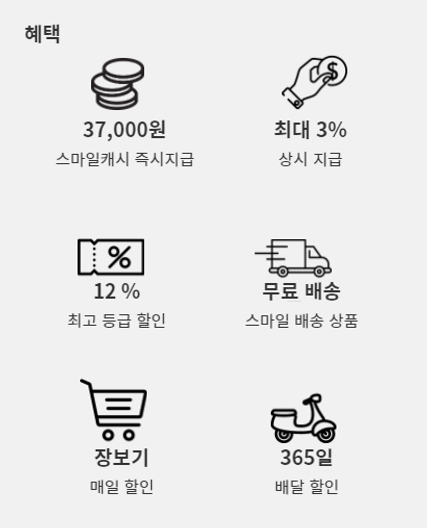 혜택
37,000원
스마일캐시 즉시지급
$
최대 3%
상시 지급
%
12 %
최고 등급 할인
무료 배송
스마일 배송 상품
장보기
매일 할인
365일
배달 할인